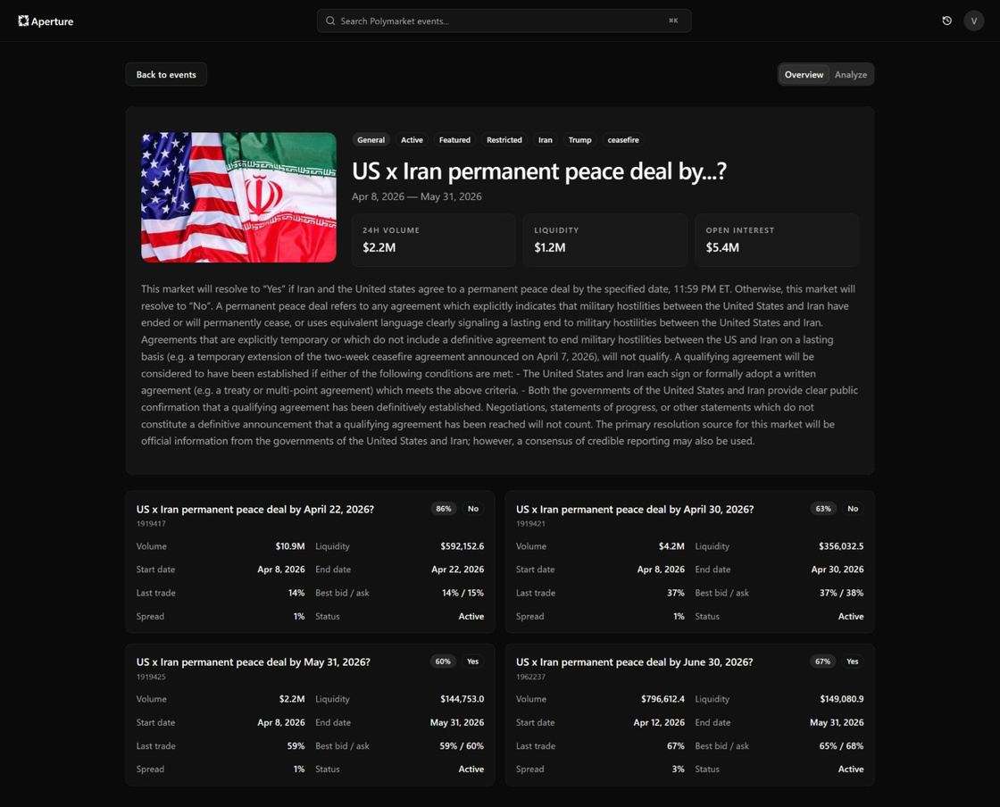 Aperture
Search Polymarket events...
⌘K
V
Back to events
Overview
Analyze
General
Active
Featured
Restricted
Iran
Trump
ceasefire
US x Iran permanent peace deal by...?
Apr 8, 2026 — May 31, 2026
24H VOLUME
LIQUIDITY
OPEN INTEREST
$2.2M
$1.2M
$5.4M
This market will resolve to “Yes” if Iran and the United states agree to a permanent peace deal by the specified date, 11:59 PM ET. Otherwise, this market will
resolve to “No”. A permanent peace deal refers to any agreement which explicitly indicates that military hostilities between the United States and Iran have
ended or will permanently cease, or uses equivalent language clearly signaling a lasting end to military hostilities between the United States and Iran.
Agreements that are explicitly temporary or which do not include a definitive agreement to end military hostilities between the US and Iran on a lasting
basis (e.g. a temporary extension of the two-week ceasefire agreement announced on April 7, 2026), will not qualify. A qualifying agreement will be
considered to have been established if either of the following conditions are met: - The United States and Iran each sign or formally adopt a written
agreement (e.g. a treaty or multi-point agreement) which meets the above criteria. - Both the governments of the United States and Iran provide clear public
confirmation that a qualifying agreement has been definitively established. Negotiations, statements of progress, or other statements which do not
constitute a definitive announcement that a qualifying agreement has been reached will not count. The primary resolution source for this market will be
official information from the governments of the United States and Iran; however, a consensus of credible reporting may also be used.
US x Iran permanent peace deal by April 22, 2026? 86% No
1919417
Volume $10.9M Liquidity $592,152.6
Start date Apr 8, 2026 End date Apr 22, 2026
Last trade 14% Best bid / ask 14% / 15%
Spread 1% Status Active
US x Iran permanent peace deal by April 30, 2026? 63% No
1919421
Volume $4.2M Liquidity $356,032.5
Start date Apr 8, 2026 End date Apr 30, 2026
Last trade 37% Best bid / ask 37% / 38%
Spread 1% Status Active
US x Iran permanent peace deal by May 31, 2026? 60% Yes
1919425
Volume $2.2M Liquidity $144,753.0
Start date Apr 8, 2026 End date May 31, 2026
Last trade 59% Best bid / ask 59% / 60%
Spread 1% Status Active
US x Iran permanent peace deal by June 30, 2026? 67% Yes
1962237
Volume $796,612.4 Liquidity $149,080.9
Start date Apr 12, 2026 End date May 31, 2026
Last trade 67% Best bid / ask 65% / 68%
Spread 3% Status Active